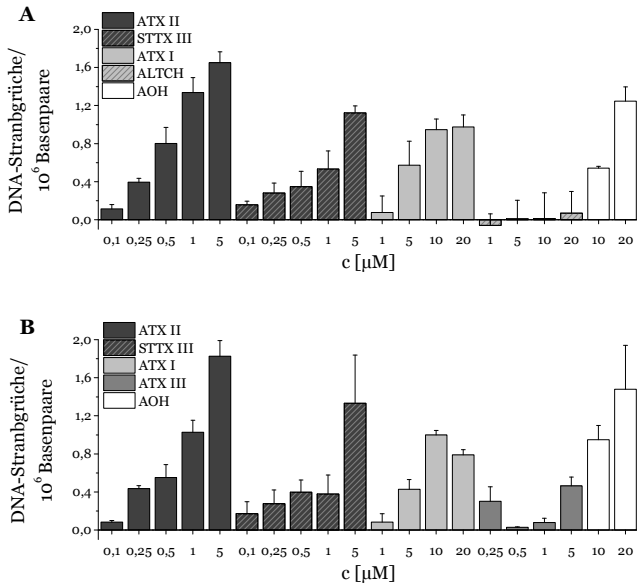 A
ATX II
STTX III
ATX I
ALTCH
AOH
DNA-Stranbgrüche/
10⁶ Basenpaare
2,0
1,6
1,2
0,8
0,4
0,0
0,1 0,25 0,5 1 5 0,1 0,25 0,5 1 5 1 5 10 20 1 5 10 20 10 20
c [µM]
B
ATX II
STTX III
ATX I
ATX III
AOH
DNA-Stranbgrüche/
10⁶ Basenpaare
2,0
1,6
1,2
0,8
0,4
0,0
0,1 0,25 0,5 1 5 0,1 0,25 0,5 1 5 1 5 10 20 0,25 0,5 1 5 10 20
c [µM]